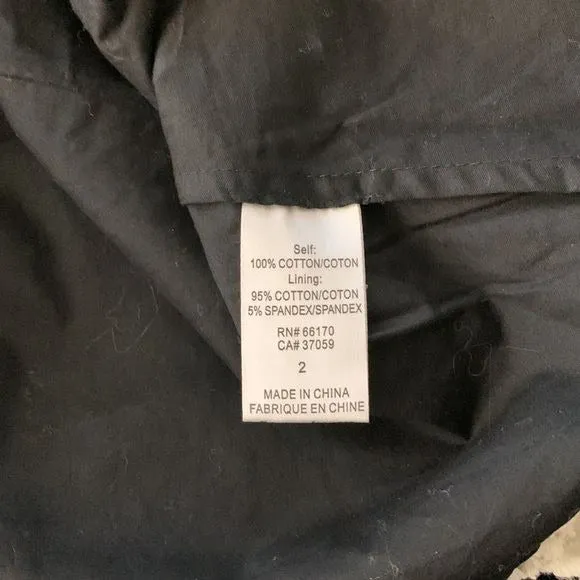 Self:
100% COTTON/COTON
Lining:
95% COTTON/COTON
5% SPANDEX/SPANDEX
RN# 66170
CA# 37059
2
MADE IN CHINA
FABRIQUE EN CHINE